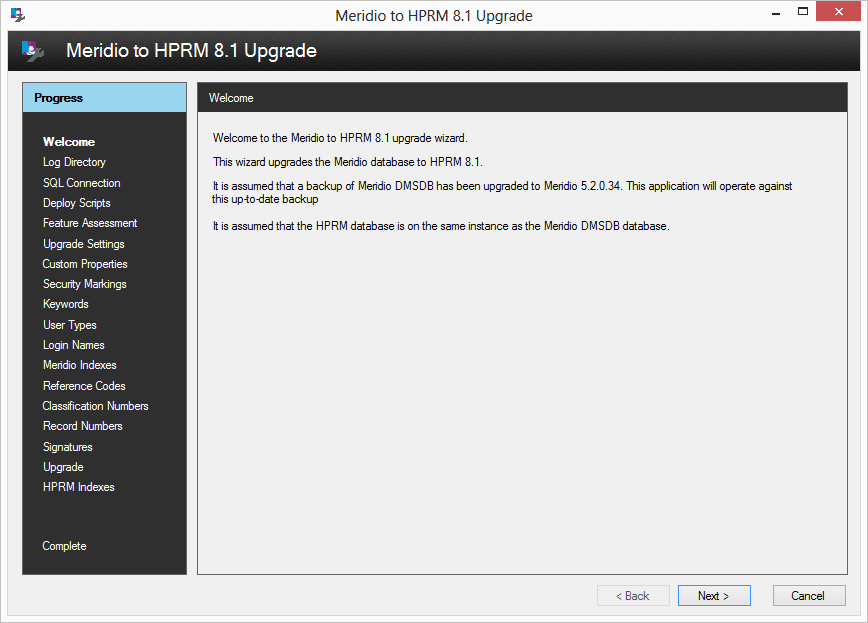 Meridio to HPRM 8.1 Upgrade
Meridio to HPRM 8.1 Upgrade
Progress
Welcome
Log Directory
SQL Connection
Deploy Scripts
Feature Assessment
Upgrade Settings
Custom Properties
Security Markings
Keywords
User Types
Login Names
Meridio Indexes
Reference Codes
Classification Numbers
Record Numbers
Signatures
Upgrade
HPRM Indexes
Complete
Welcome
Welcome to the Meridio to HPRM 8.1 upgrade wizard.
This wizard upgrades the Meridio database to HPRM 8.1.
It is assumed that a backup of Meridio DMSDB has been upgraded to Meridio 5.2.0.34. This application will operate against
this up-to-date backup
It is assumed that the HPRM database is on the same instance as the Meridio DMSDB database.
< Back
Next >
Cancel